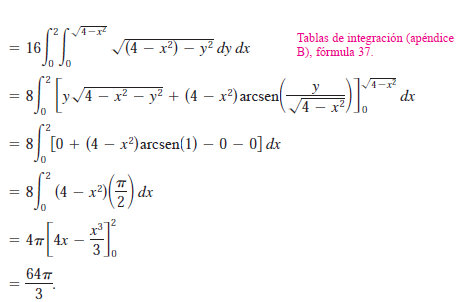 = 16 ∫₀² ∫₀^√(4 − x²) √((4 − x²) − y²) dy dx
Tablas de integración (apéndice
B), fórmula 37.
= 8 ∫₀² [y√(4 − x² − y²) + (4 − x²)arcsen(y/√(4 − x²))]₀^√(4 − x²) dx
= 8 ∫₀² [0 + (4 − x²)arcsen(1) − 0 − 0] dx
= 8 ∫₀² (4 − x²)(π/2) dx
= 4π[4x − x³/3]₀²
= 64π/3.